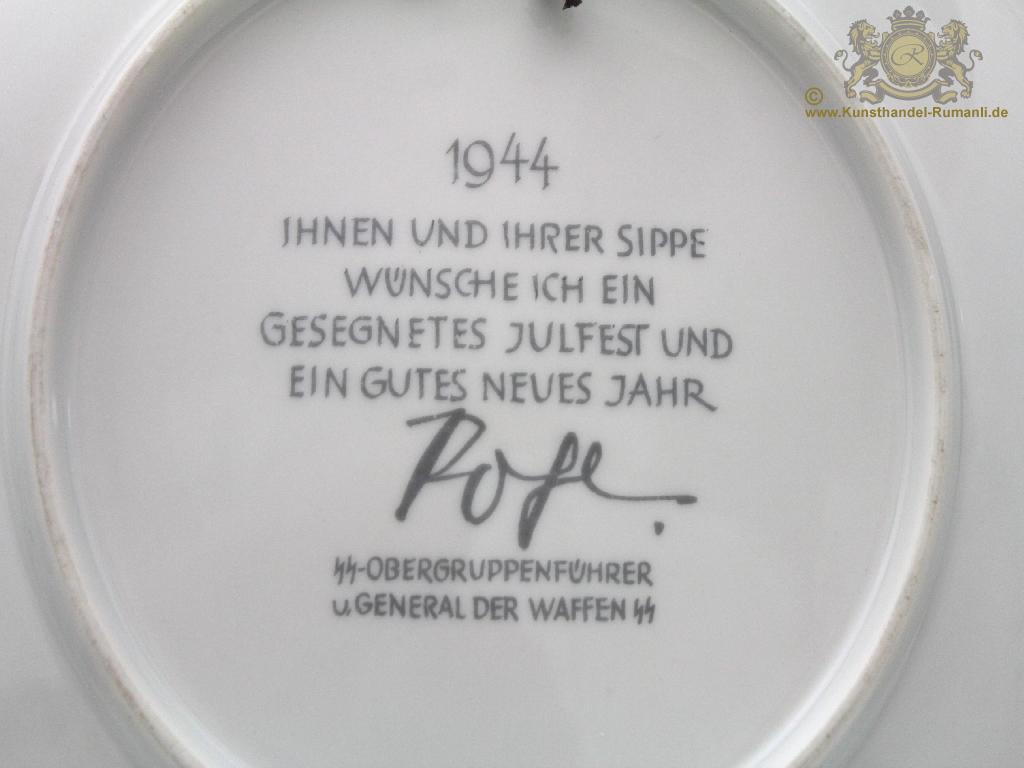 R
© www.Kunsthandel-Rumanli.de
1944
IHNEN UND IHRER SIPPE
WÜNSCHE ICH EIN
GESEGNETES JULFEST UND
EIN GUTES NEUES JAHR
ᛋᛋ-OBERGRUPPENFÜHRER
u.GENERAL DER WAFFEN ᛋᛋ